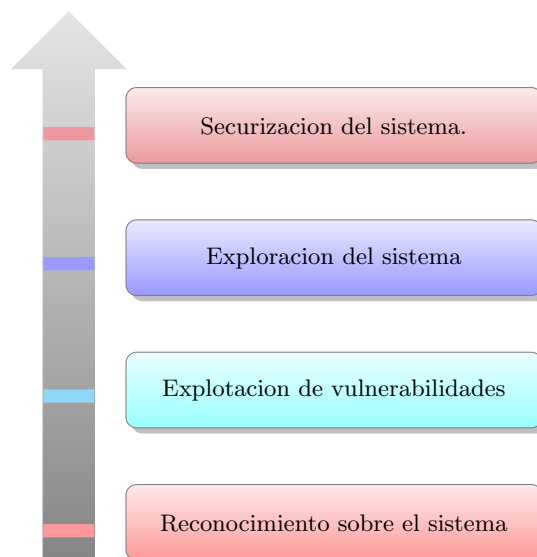 Securizacion del sistema.
Exploracion del sistema
Explotacion de vulnerabilidades
Reconocimiento sobre el sistema